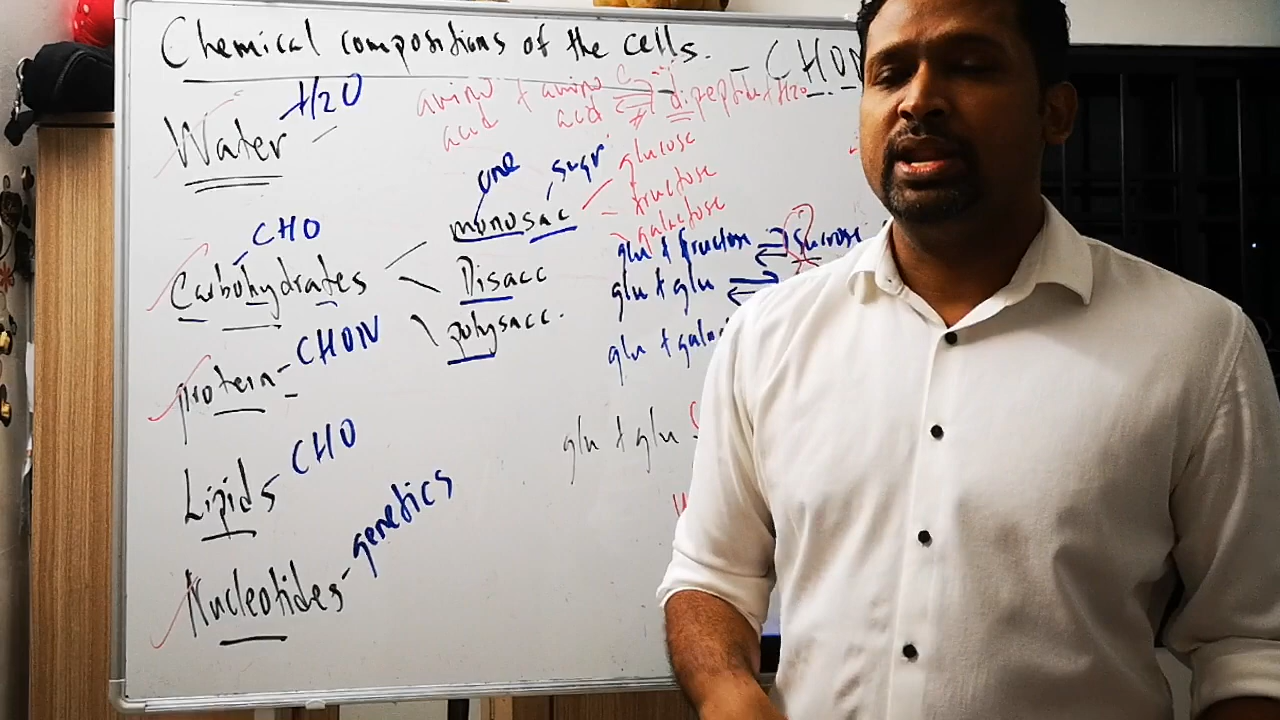 Chemical compositions of the cells. - CHON
Water H2O
amino acid + amino acid ⇌ dipeptide + H2O
one sugr
monosac
glucose
fructose
galactose
CHO
Carbohydrates
Disacc
polysacc.
glu + fructose ⇌ Sucrose
glu + glu ⇌
glu + galac
protein - CHON
glu + glu
Lipids CHO
Nucleotides - genetics